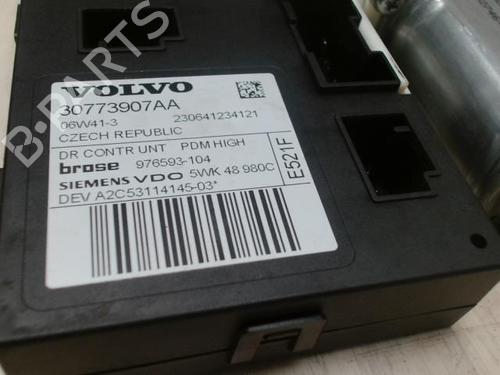 VOLVO
30773907AA
06W41-3 230641234121
CZECH REPUBLIC
DR CONTR UNT PDM HIGH
brose 976593-104
SIEMENS VDO 5WK 48 980C
DEV A2C53114145-03*
E521F
B-PARTS